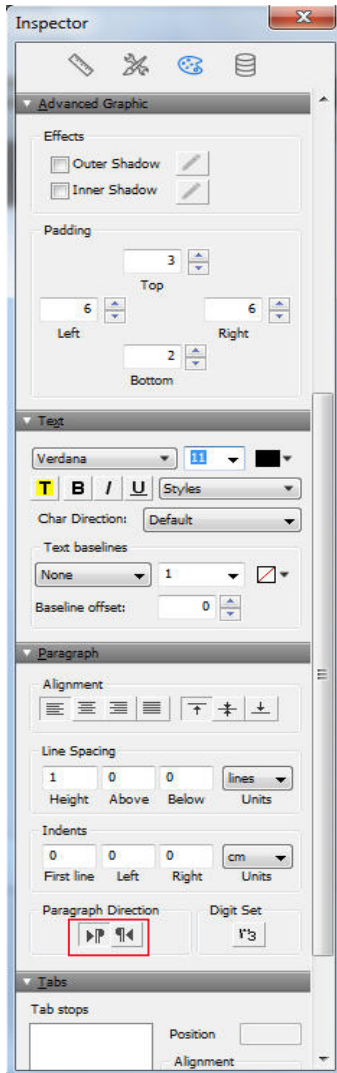 Inspector
Advanced Graphic
Effects
Outer Shadow
Inner Shadow
Padding
3
Top
6 6
Left Right
2
Bottom
Text
Verdana 11
T B I U Styles
Char Direction: Default
Text baselines
None 1
Baseline offset: 0
Paragraph
Alignment
Line Spacing
1 0 0 lines
Height Above Below Units
Indents
0 0 0 cm
First line Left Right Units
Paragraph Direction Digit Set
Tabs
Tab stops
Position
Alignment